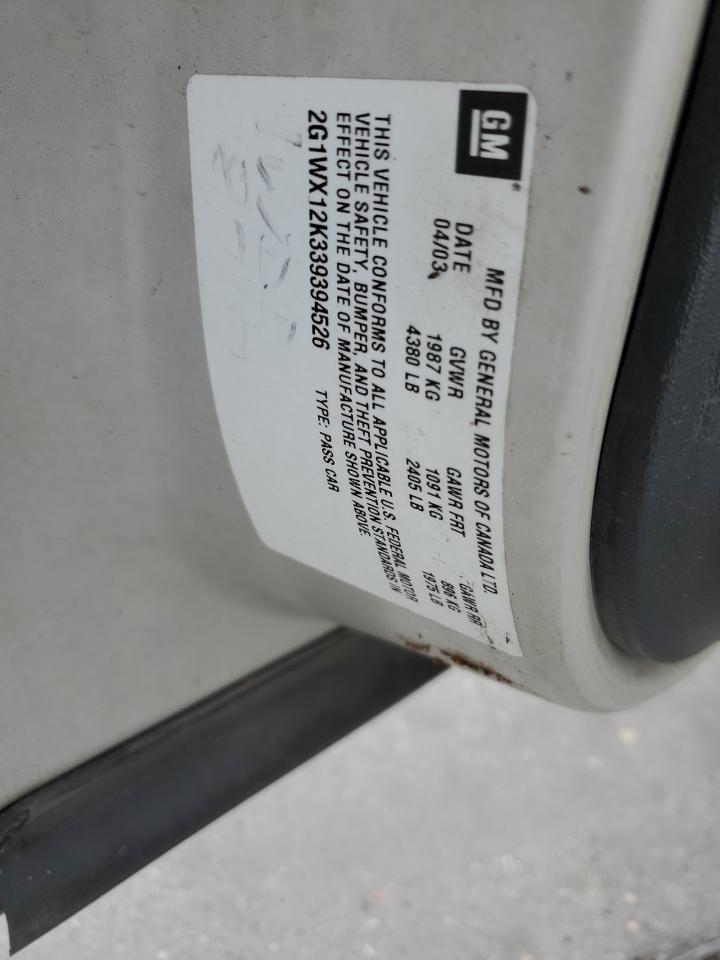 GM
MFD BY GENERAL MOTORS OF CANADA LTD.
DATE GVWR GAWR FRT GAWR RR
04/03 1987 KG 1091 KG 896 KG
4380 LB 2405 LB 1975 LB
THIS VEHICLE CONFORMS TO ALL APPLICABLE U.S. FEDERAL MOTOR
VEHICLE SAFETY, BUMPER, AND THEFT PREVENTION STANDARDS IN
EFFECT ON THE DATE OF MANUFACTURE SHOWN ABOVE.
2G1WX12K339394526 TYPE: PASS CAR